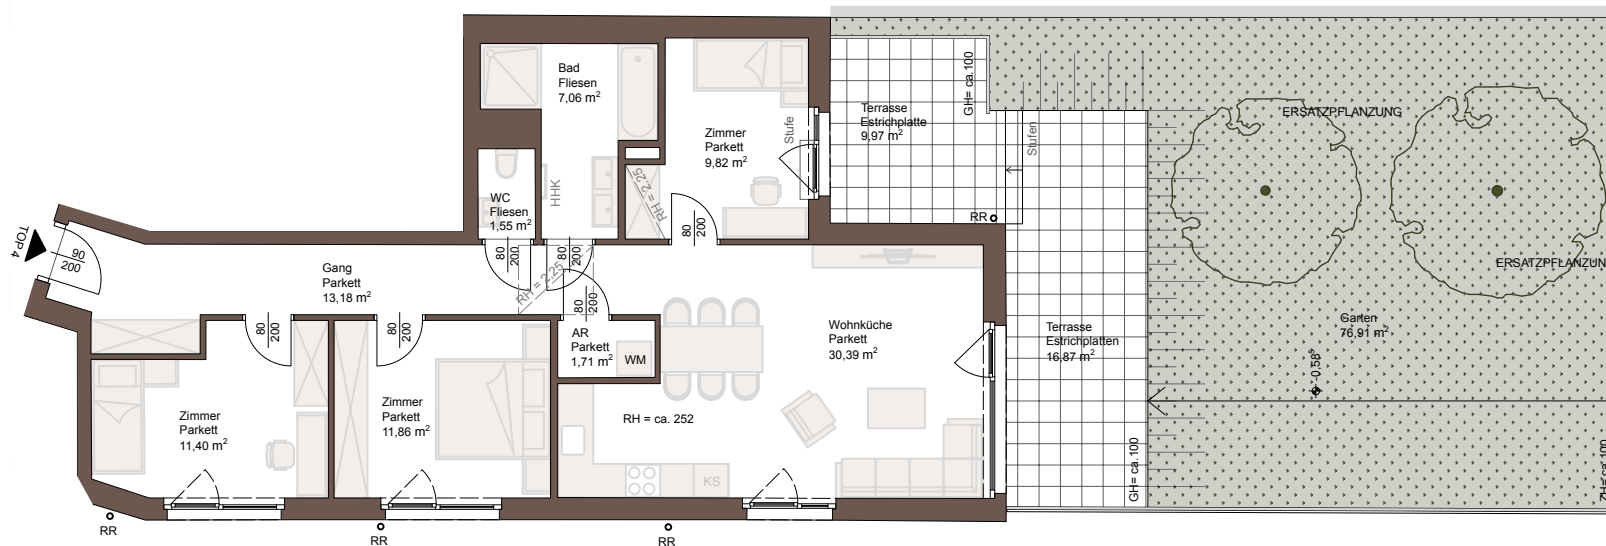 TOP 4
90
200
Gang
Parkett
13,18 m²
Bad
Fliesen
7,06 m²
WC
Fliesen
1,55 m²
HHK
80
200
80
200
RH = 2,25
80
200
AR
Parkett
1,71 m²
WM
Zimmer
Parkett
9,82 m²
RH = 2,25
80
200
Stufe
Terrasse
Estrichplatte
9,97 m²
GH= ca.100
Stufen
RR
Zimmer
Parkett
11,40 m²
80
200
Zimmer
Parkett
11,86 m²
80
200
Wohnküche
Parkett
30,39 m²
RH = ca. 252
KS
Terrasse
Estrichplatten
16,87 m²
GH= ca.100
ERSATZPFLANZUNG
ERSATZPFLANZUN
Garten
76,91 m²
-0,58⁵
ZH= ca.100
RR
RR
RR